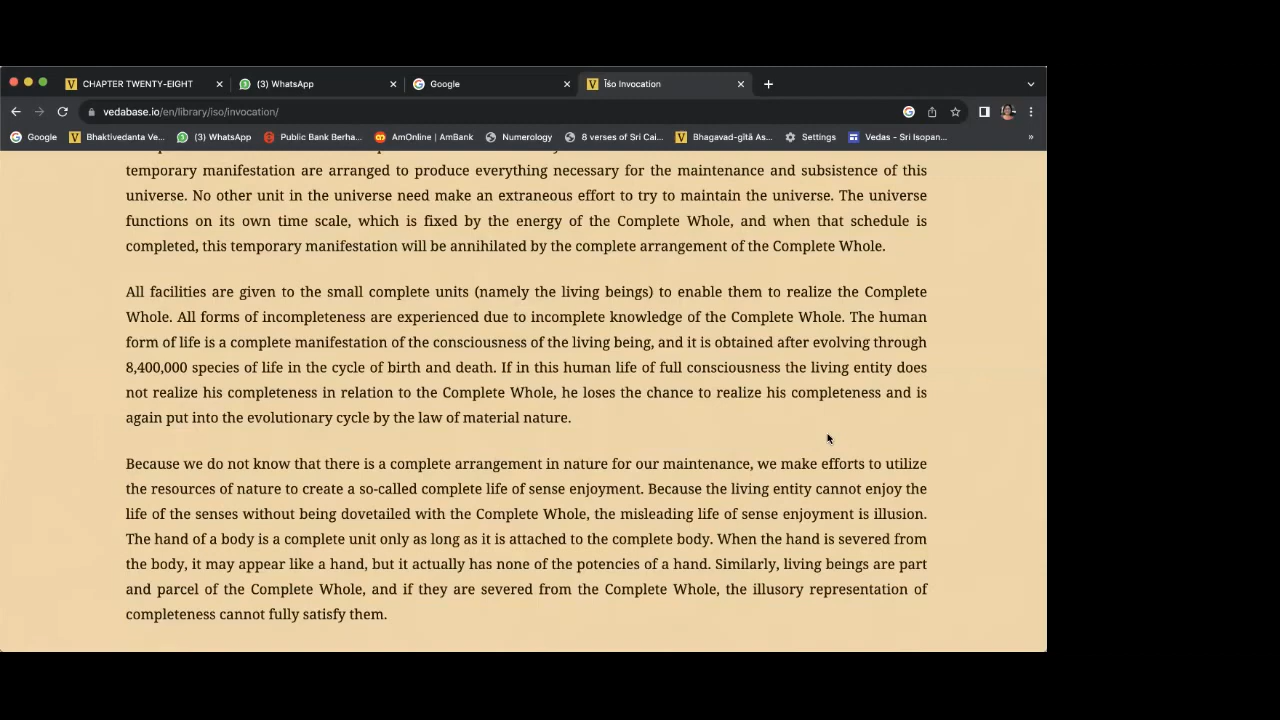 CHAPTER TWENTY-EIGHT
(3) WhatsApp
Google
Īśo Invocation
vedabase.io/en/library/iso/invocation/
Google
Bhaktivedanta Ve...
(3) WhatsApp
Public Bank Berha...
AmOnline | AmBank
Numerology
8 verses of Sri Cai...
Bhagavad-gītā As...
Settings
Vedas - Sri Isopan...
»
temporary manifestation are arranged to produce everything necessary for the maintenance and subsistence of this
universe. No other unit in the universe need make an extraneous effort to try to maintain the universe. The universe
functions on its own time scale, which is fixed by the energy of the Complete Whole, and when that schedule is
completed, this temporary manifestation will be annihilated by the complete arrangement of the Complete Whole.
All facilities are given to the small complete units (namely the living beings) to enable them to realize the Complete
Whole. All forms of incompleteness are experienced due to incomplete knowledge of the Complete Whole. The human
form of life is a complete manifestation of the consciousness of the living being, and it is obtained after evolving through
8,400,000 species of life in the cycle of birth and death. If in this human life of full consciousness the living entity does
not realize his completeness in relation to the Complete Whole, he loses the chance to realize his completeness and is
again put into the evolutionary cycle by the law of material nature.
Because we do not know that there is a complete arrangement in nature for our maintenance, we make efforts to utilize
the resources of nature to create a so-called complete life of sense enjoyment. Because the living entity cannot enjoy the
life of the senses without being dovetailed with the Complete Whole, the misleading life of sense enjoyment is illusion.
The hand of a body is a complete unit only as long as it is attached to the complete body. When the hand is severed from
the body, it may appear like a hand, but it actually has none of the potencies of a hand. Similarly, living beings are part
and parcel of the Complete Whole, and if they are severed from the Complete Whole, the illusory representation of
completeness cannot fully satisfy them.